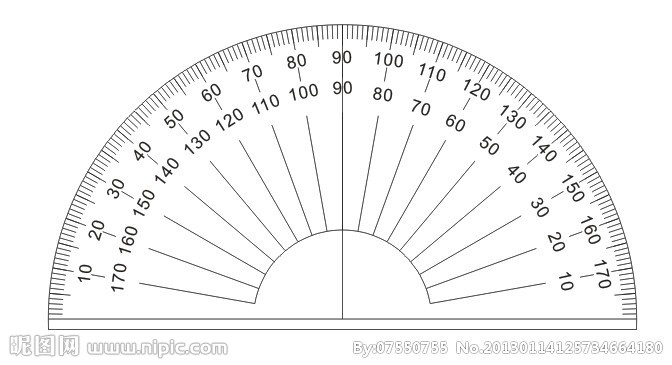 10 20 30 40 50 60 70 80 90 100 110 120 130 140 150 160 170
170 160 150 140 130 120 110 100 90 80 70 60 50 40 30 20 10
昵图网 www.nipic.com
By:07550755 No.20130114125734664180